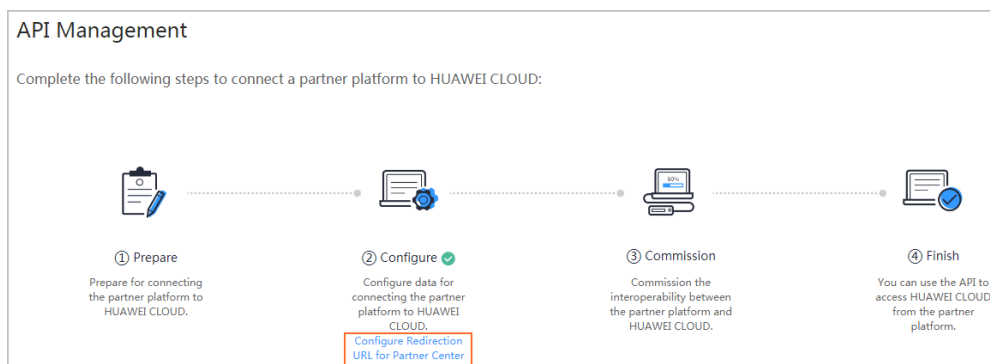 API Management
Complete the following steps to connect a partner platform to HUAWEI CLOUD:
60%
① Prepare
Prepare for connecting
the partner platform to
HUAWEI CLOUD.
② Configure
Configure data for
connecting the partner
platform to HUAWEI
CLOUD.
Configure Redirection
URL for Partner Center
③ Commission
Commission the
interoperability between
the partner platform and
HUAWEI CLOUD.
④ Finish
You can use the API to
access HUAWEI CLOUD
from the partner
platform.